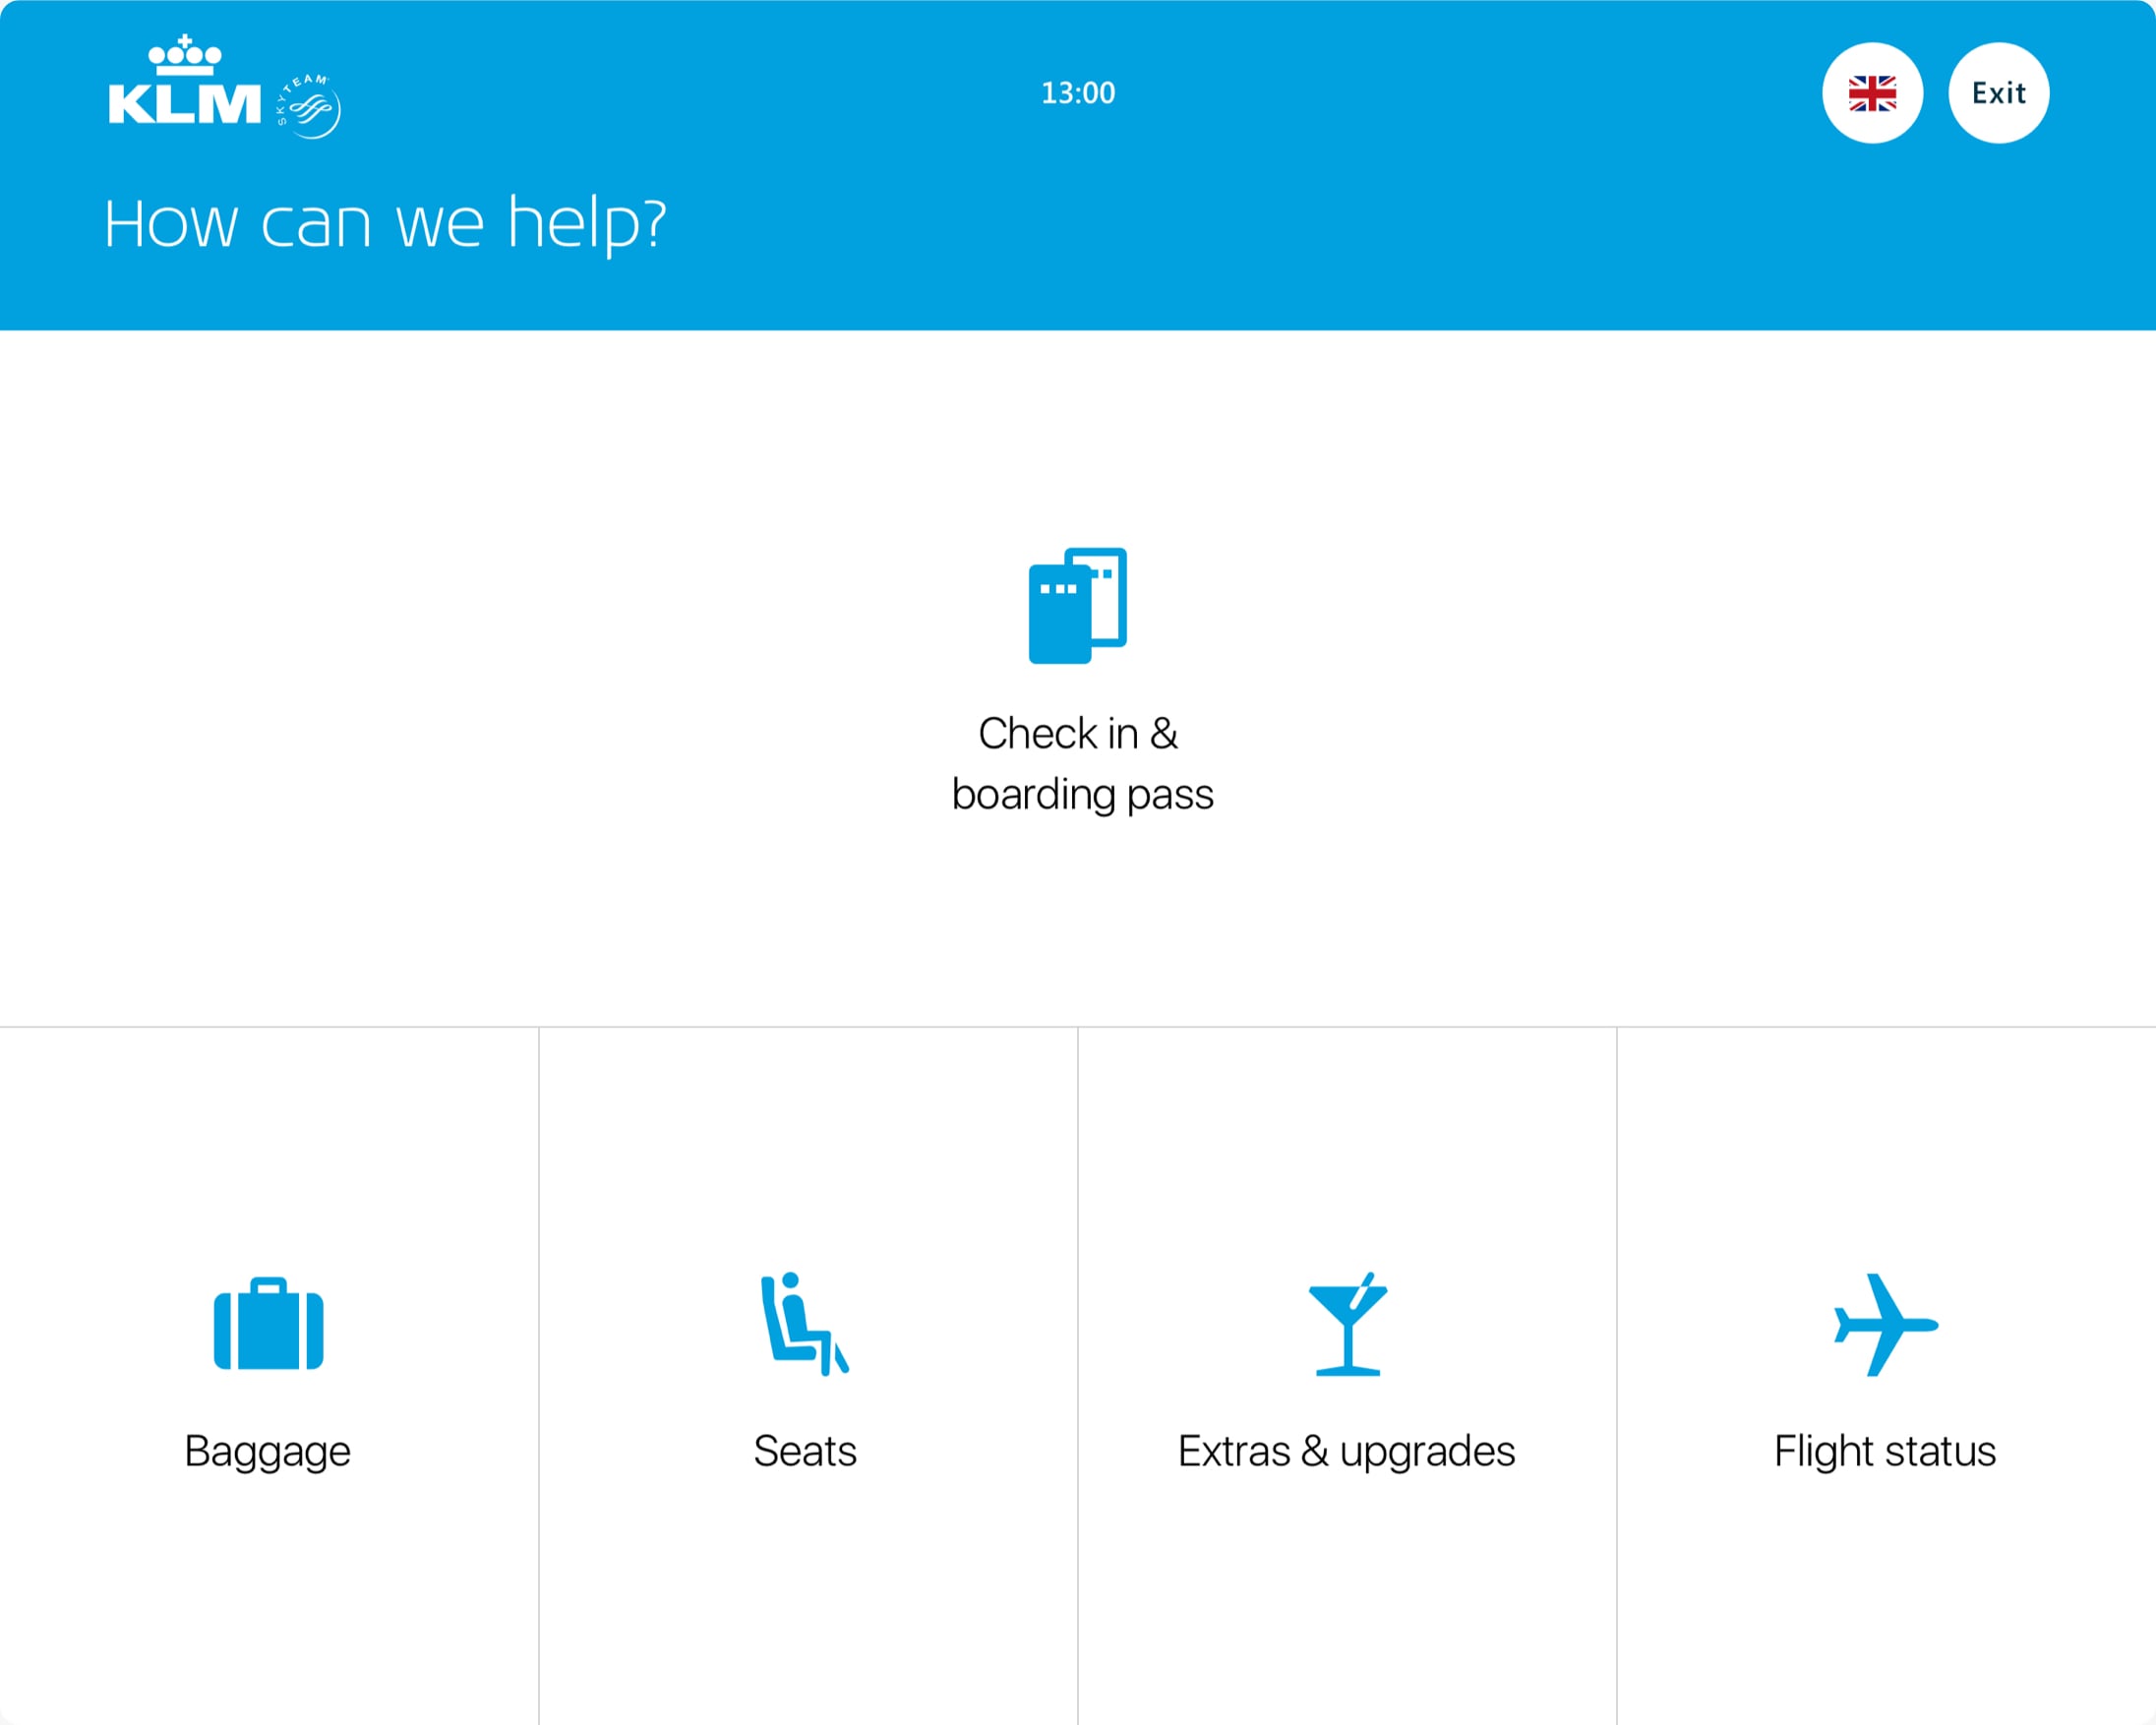 KLM
SKYTEAM
13:00
Exit
How can we help?
Check in &
boarding pass
Baggage
Seats
Extras & upgrades
Flight status